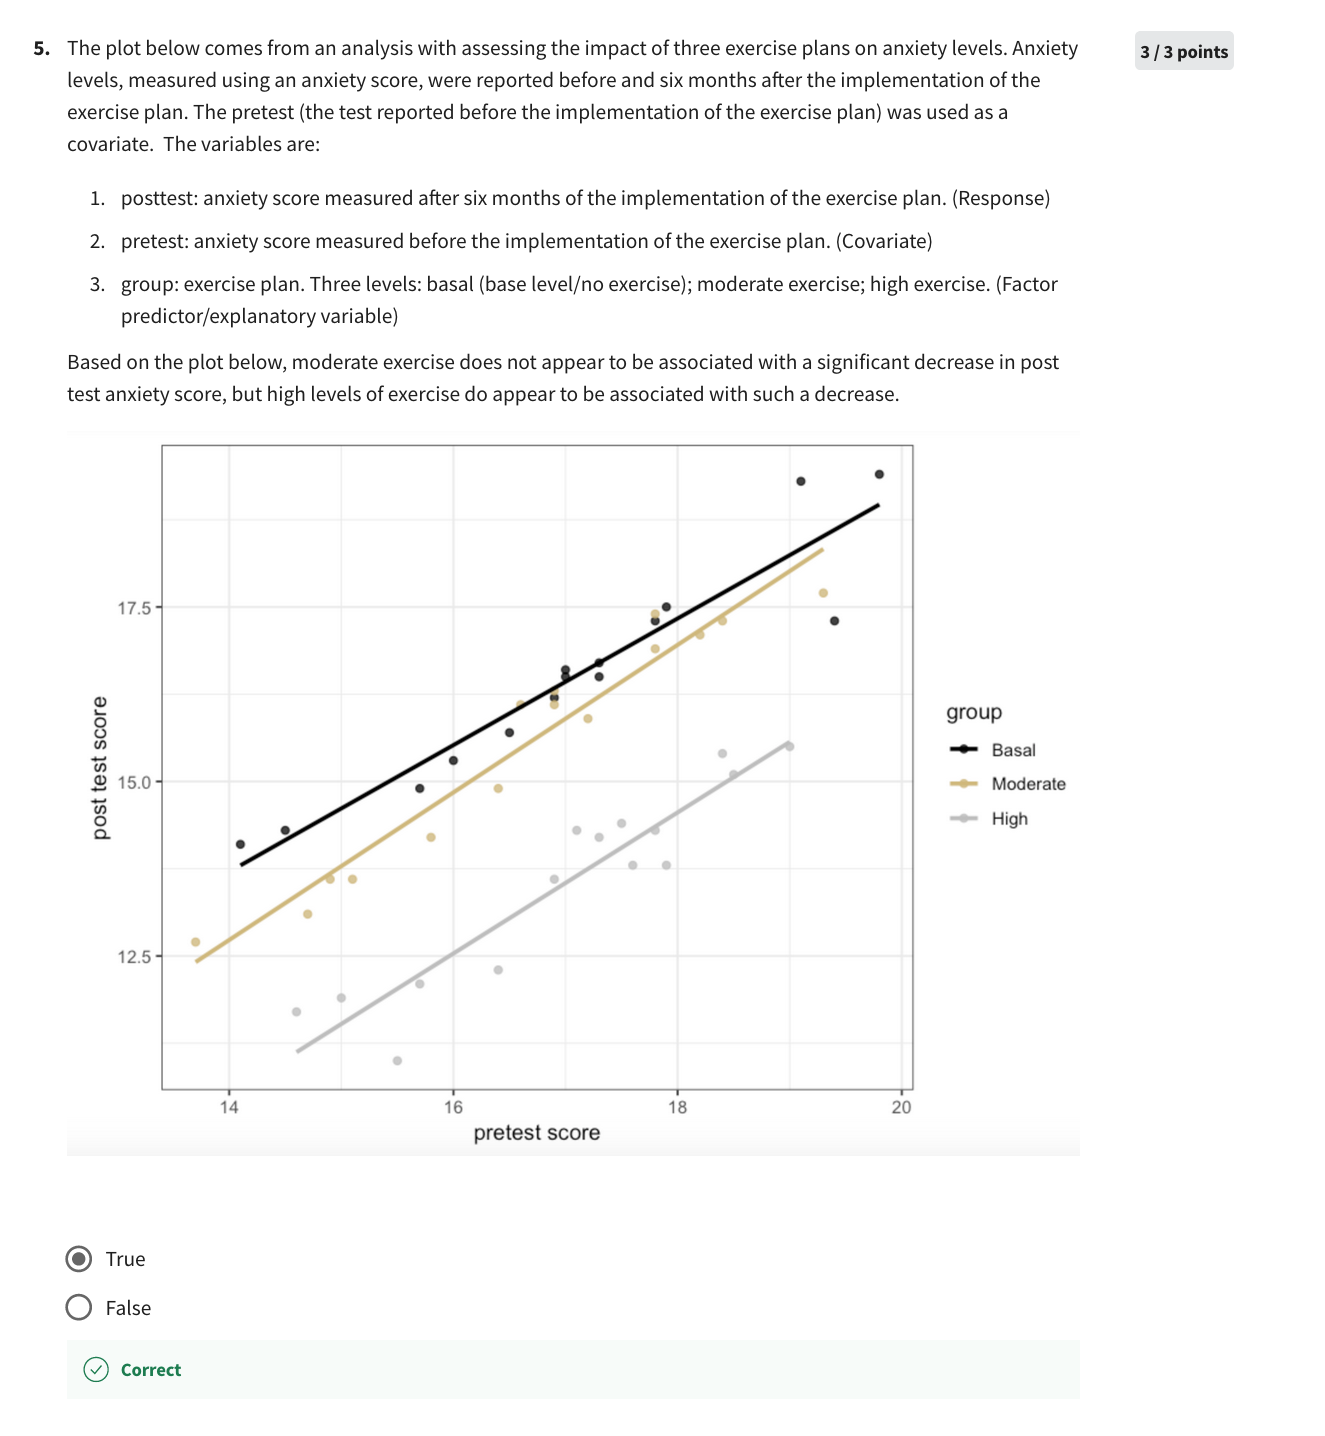 5. The plot below comes from an analysis with assessing the impact of three exercise plans on anxiety levels. Anxiety
3 / 3 points
levels, measured using an anxiety score, were reported before and six months after the implementation of the
exercise plan. The pretest (the test reported before the implementation of the exercise plan) was used as a
covariate. The variables are:
1. posttest: anxiety score measured after six months of the implementation of the exercise plan. (Response)
2. pretest: anxiety score measured before the implementation of the exercise plan. (Covariate)
3. group: exercise plan. Three levels: basal (base level/no exercise); moderate exercise; high exercise. (Factor
predictor/explanatory variable)
Based on the plot below, moderate exercise does not appear to be associated with a significant decrease in post
test anxiety score, but high levels of exercise do appear to be associated with such a decrease.
17.5
15.0
12.5
post test score
14 16 18 20
pretest score
group
Basal
Moderate
High
True
False
Correct